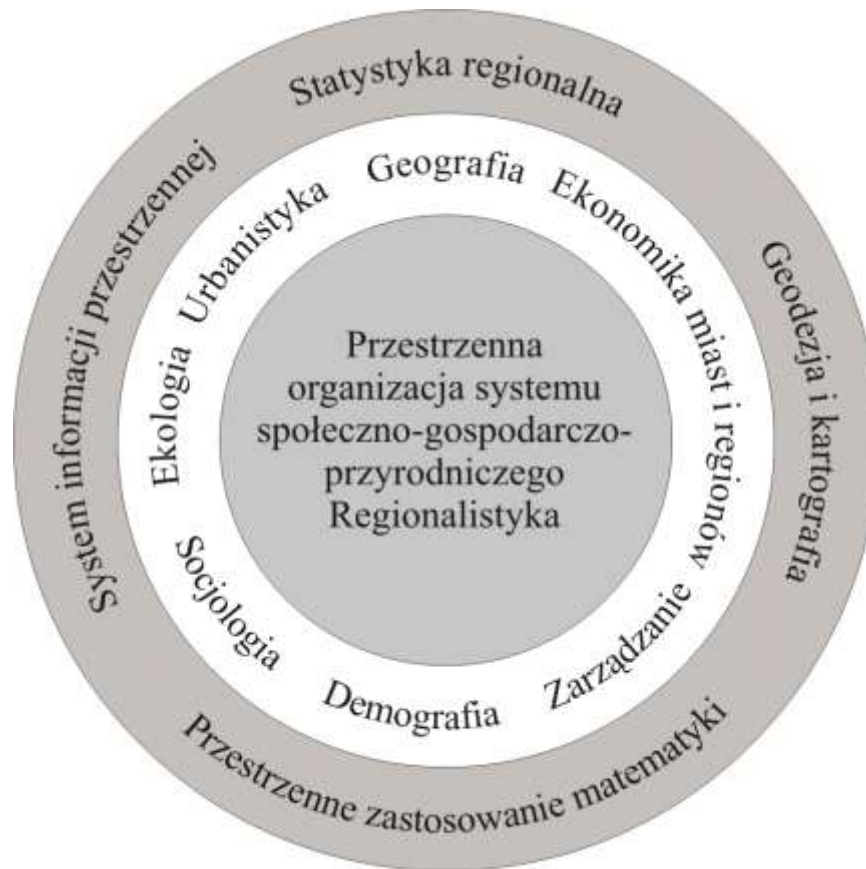 Statystyka regionalna
Geodezja i kartografia
Przestrzenne zastosowanie matematyki
System informacji przestrzennej
Geografia
Ekonomika miast i regionów
Zarządzanie
Demografia
Socjologia
Ekologia
Urbanistyka
Przestrzenna
organizacja systemu
społeczno-gospodarczo-
przyrodniczego
Regionalistyka